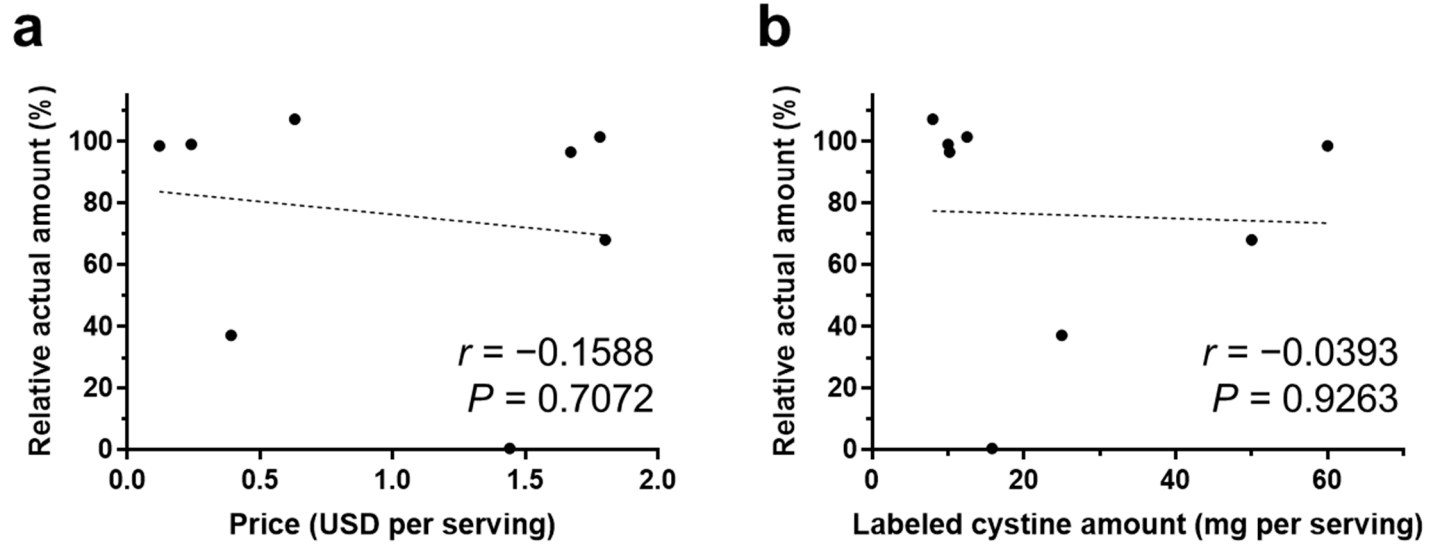 a
Relative actual amount (%)
100
80
60
40
20
0
r = −0.1588
P = 0.7072
0.0 0.5 1.0 1.5 2.0
Price (USD per serving)
b
Relative actual amount (%)
100
80
60
40
20
0
r = −0.0393
P = 0.9263
0 20 40 60
Labeled cystine amount (mg per serving)